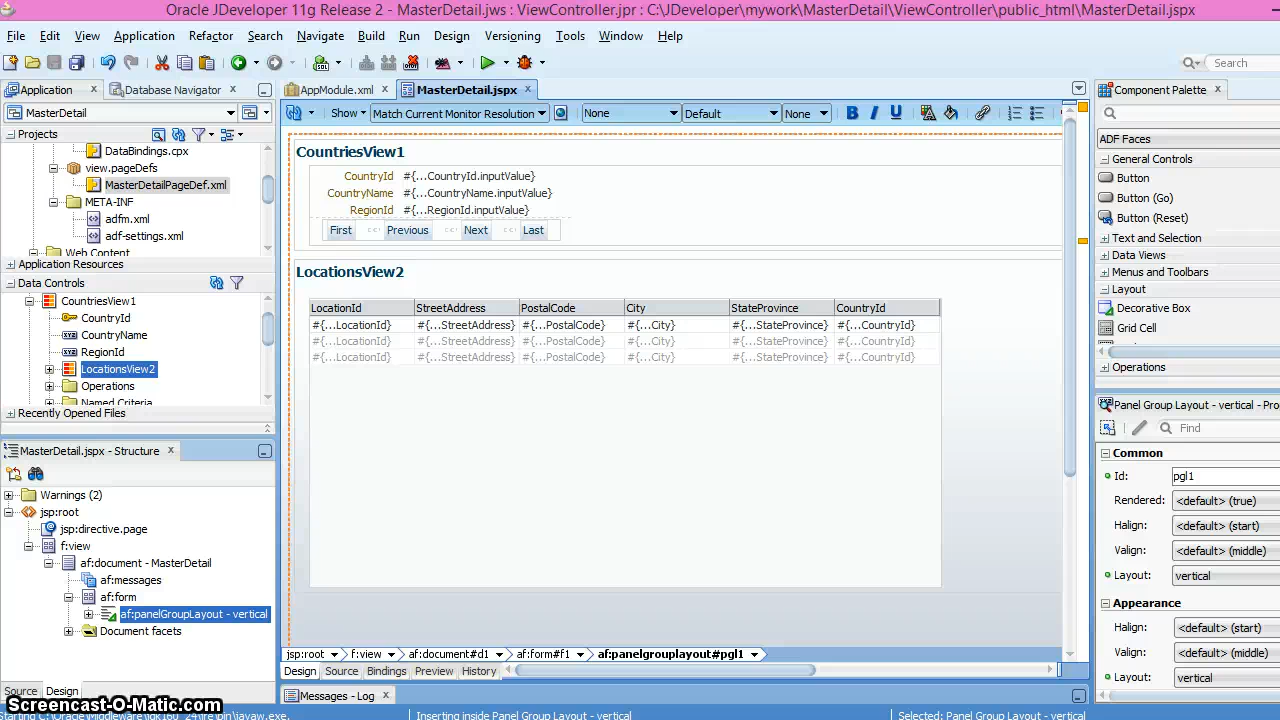 Oracle JDeveloper 11g Release 2 - MasterDetail.jws : ViewController.jpr : C:\JDeveloper\mywork\MasterDetail\ViewController\public_html\MasterDetail.jspx
File Edit View Application Refactor Search Navigate Build Run Design Versioning Tools Window Help
Search
Application Database Navigator
MasterDetail
Projects
DataBindings.cpx
view.pageDefs
MasterDetailPageDef.xml
META-INF
adfm.xml
adf-settings.xml
Web Content
Application Resources
Data Controls
CountriesView1
CountryId
CountryName
RegionId
LocationsView2
Operations
Named Criteria
Recently Opened Files
MasterDetail.jspx - Structure
Warnings (2)
jsp:root
jsp:directive.page
f:view
af:document - MasterDetail
af:messages
af:form
af:panelGroupLayout - vertical
Document facets
Source Design
AppModule.xml MasterDetail.jspx
Show Match Current Monitor Resolution None Default None B I U
CountriesView1
CountryId #{...CountryId.inputValue}
CountryName #{...CountryName.inputValue}
RegionId #{...RegionId.inputValue}
First Previous Next Last
LocationsView2
LocationId StreetAddress PostalCode City StateProvince CountryId
#{...LocationId} #{...StreetAddress} #{...PostalCode} #{...City} #{...StateProvince} #{...CountryId}
#{...LocationId} #{...StreetAddress} #{...PostalCode} #{...City} #{...StateProvince} #{...CountryId}
#{...LocationId} #{...StreetAddress} #{...PostalCode} #{...City} #{...StateProvince} #{...CountryId}
jsp:root f:view af:document#d1 af:form#f1 af:panelgrouplayout#pgl1
Design Source Bindings Preview History
Messages - Log
Component Palette
ADF Faces
General Controls
Button
Button (Go)
Button (Reset)
Text and Selection
Data Views
Menus and Toolbars
Layout
Decorative Box
Grid Cell
Operations
Panel Group Layout - vertical - Pro
Find
Common
Id: pgl1
Rendered: <default> (true)
Halign: <default> (start)
Valign: <default> (middle)
Layout: vertical
Appearance
Halign: <default> (start)
Valign: <default> (middle)
Layout: vertical
Screencast-O-Matic.com
Inserting inside Panel Group Layout - vertical
Selected: Panel Group Layout - vertical